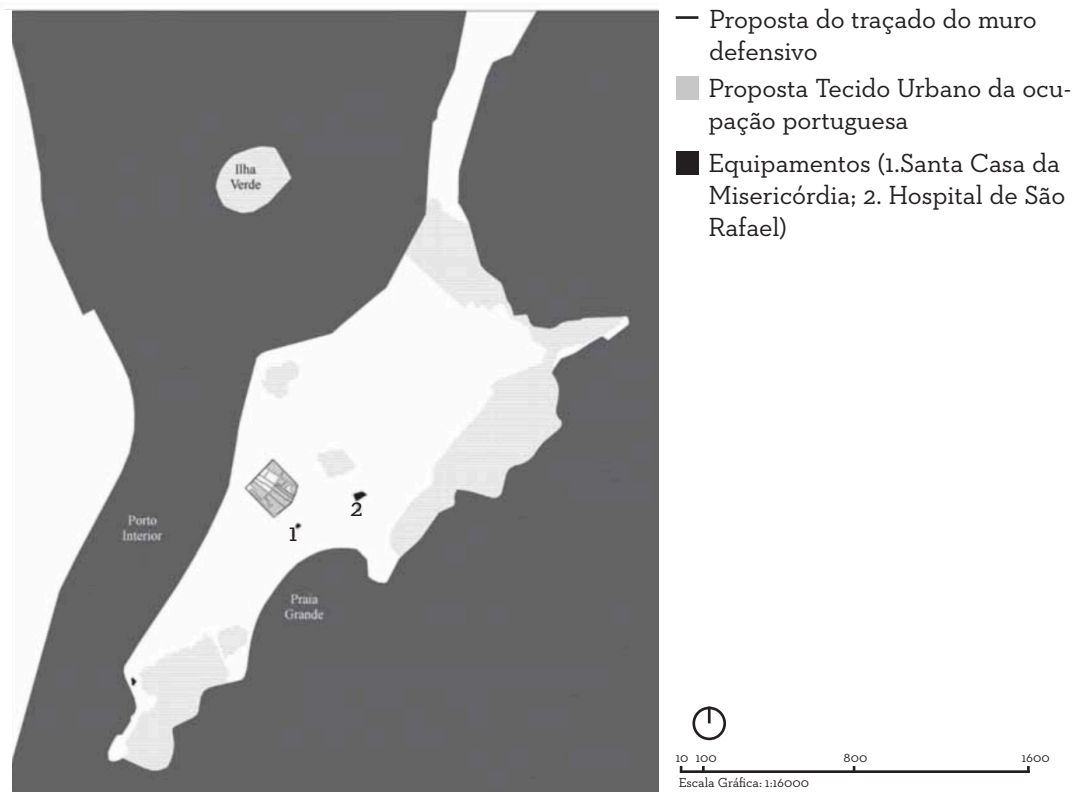 Proposta do traçado do muro
defensivo
Proposta Tecido Urbano da ocu-
pação portuguesa
Equipamentos (1.Santa Casa da
Misericórdia; 2. Hospital de São
Rafael)
Ilha
Verde
2
1
Porto
Interior
Praia
Grande
10 100 800 1600
Escala Gráfica: 1:16000